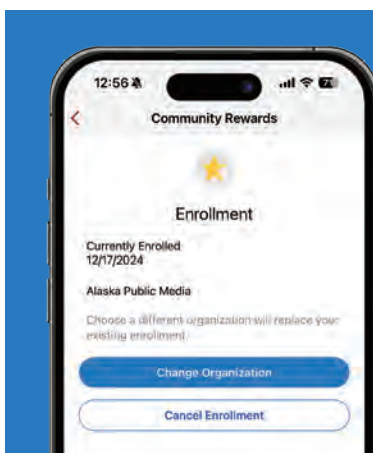 12:56
Community Rewards
Enrollment
Currently Enrolled
12/17/2024
Alaska Public Media
Choose a different organization will replace your
existing enrollment.
Change Organization
Cancel Enrollment